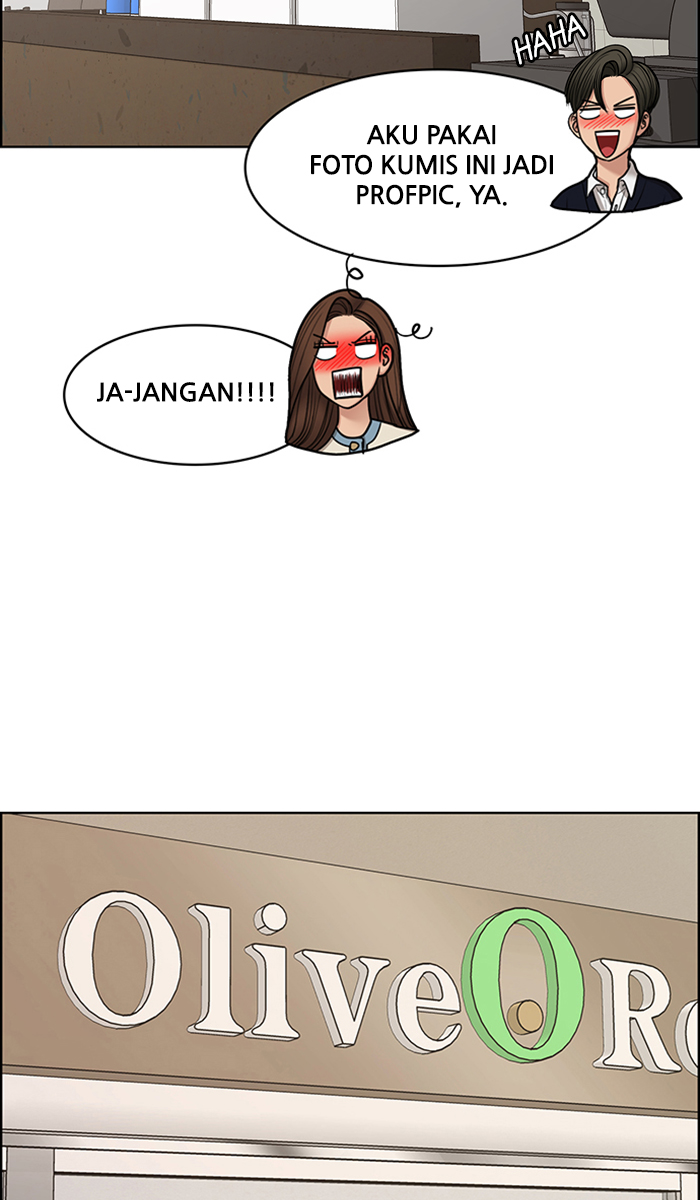 HAHA
AKU PAKAI
FOTO KUMIS INI JADI
PROFPIC, YA.
JA-JANGAN!!!!
OliveO